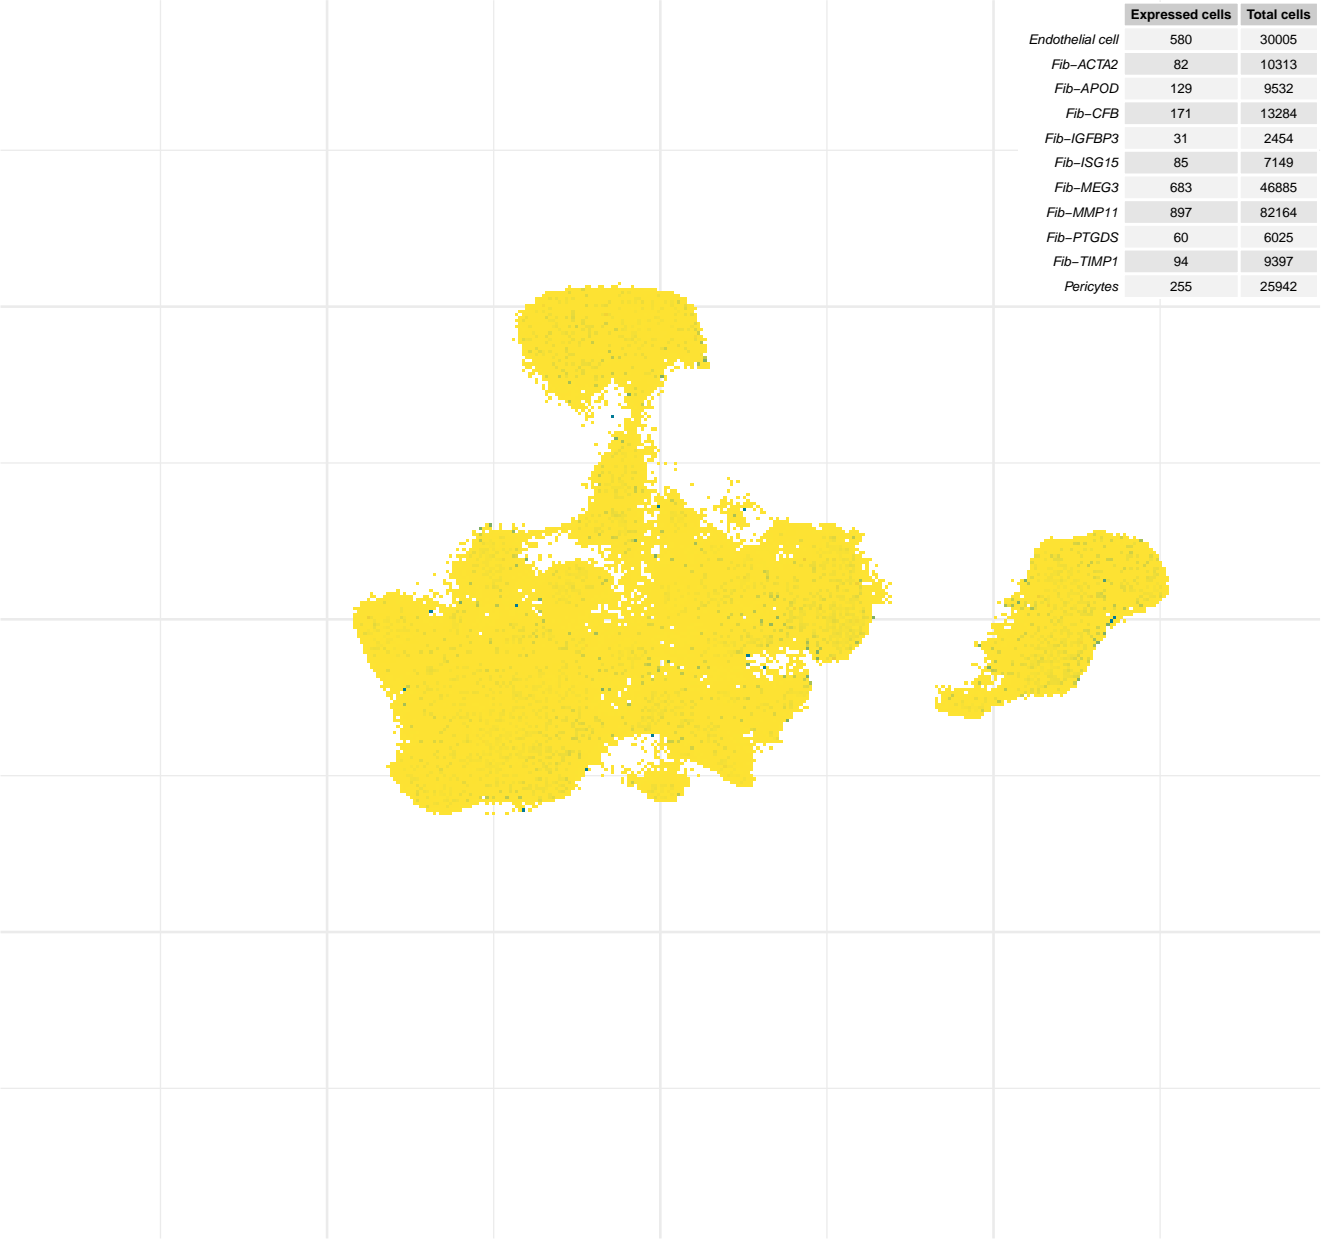 Expressed cells Total cells
Endothelial cell 580 30005
Fib−ACTA2 82 10313
Fib−APOD 129 9532
Fib−CFB 171 13284
Fib−IGFBP3 31 2454
Fib−ISG15 85 7149
Fib−MEG3 683 46885
Fib−MMP11 897 82164
Fib−PTGDS 60 6025
Fib−TIMP1 94 9397
Pericytes 255 25942